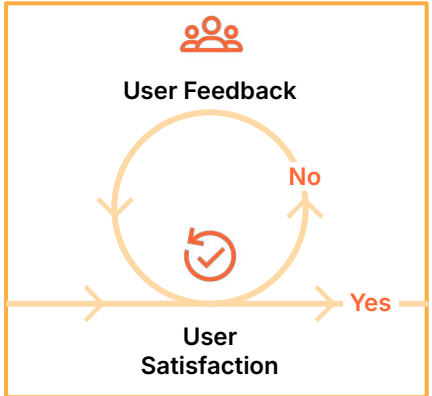 User Feedback
No
Yes
User
Satisfaction